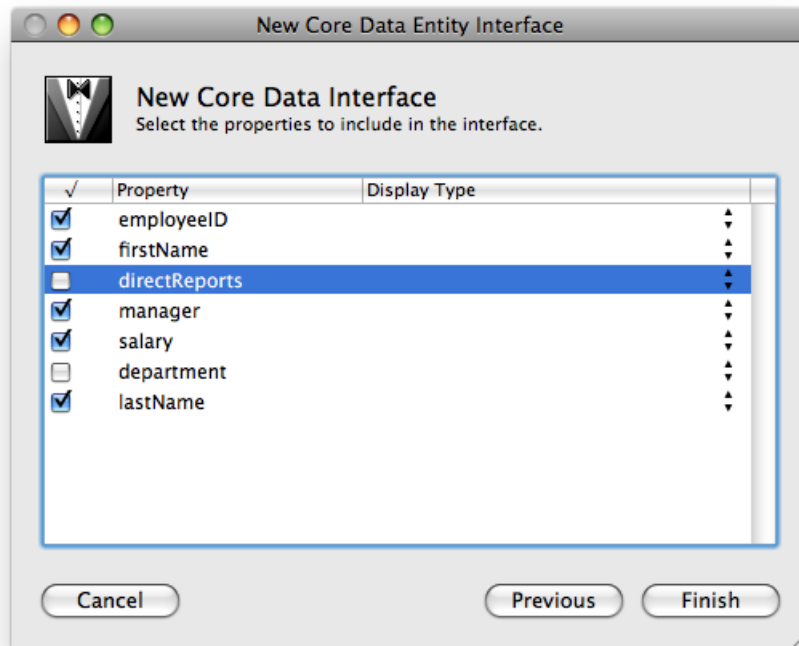 New Core Data Entity Interface
New Core Data Interface
Select the properties to include in the interface.
√ Property Display Type
employeeID
firstName
directReports
manager
salary
department
lastName
Cancel Previous Finish